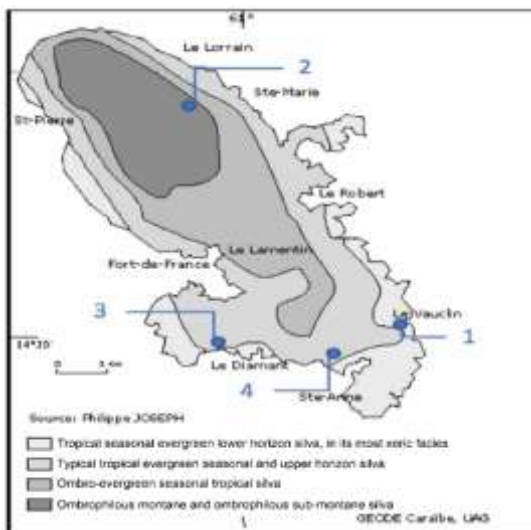 61°
Le Lorrain
2
Ste-Marie
St-Pierre
Le Robert
Le Lamentin
Fort-de-France
3
Le Vauclin
1
14°30'
Le Diamant
4
Ste-Anne
Source: Philippe JOSEPH
Tropical seasonal evergreen lower horizon silva, in its most xeric facies
Typical tropical evergreen seasonal and upper horizon silva
Ombro-evergreen seasonal tropical silva
Ombrophilous montane and ombrophilous sub-montane silva
GEODE Caraïbe, UAG